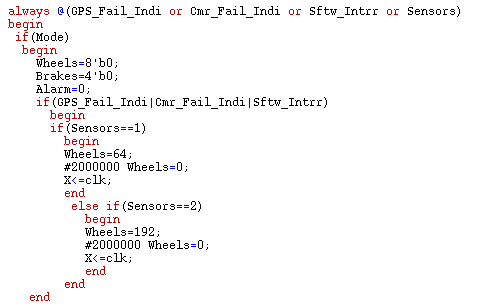 always @(GPS_Fail_Indi or Cmr_Fail_Indi or Sftw_Intrr or Sensors)
begin
if(Mode)
begin
Wheels=8'b0;
Brakes=4'b0;
Alarm=0;
if(GPS_Fail_Indi|Cmr_Fail_Indi|Sftw_Intrr)
begin
if(Sensors==1)
begin
Wheels=64;
#2000000 Wheels=0;
X<=clk;
end
else if(Sensors==2)
begin
Wheels=192;
#2000000 Wheels=0;
X<=clk;
end
end
end